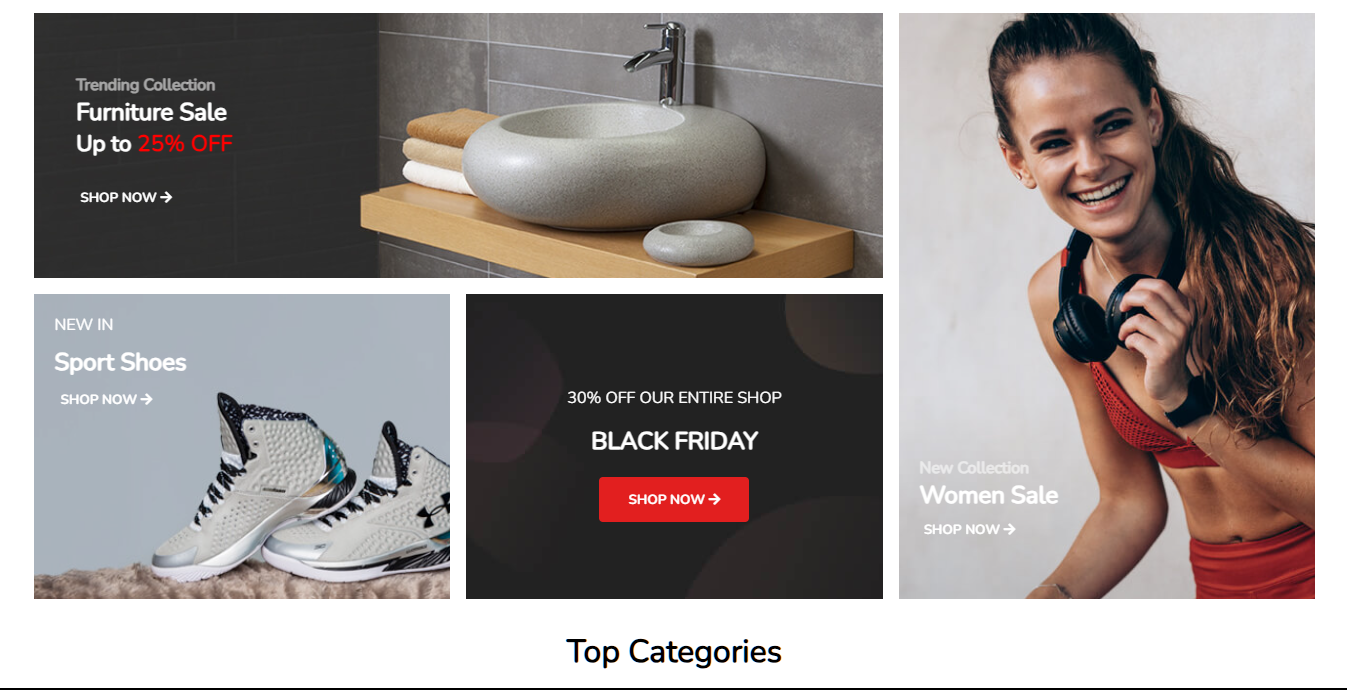 Trending Collection
Furniture Sale
Up to 25% OFF
SHOP NOW →
NEW IN
Sport Shoes
SHOP NOW →
30% OFF OUR ENTIRE SHOP
BLACK FRIDAY
SHOP NOW →
New Collection
Women Sale
SHOP NOW →
Top Categories